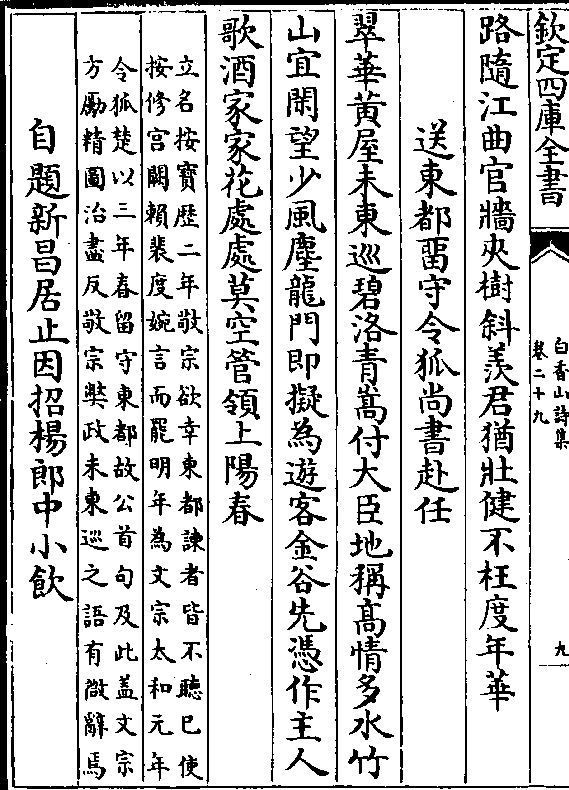 欽定四庫全書
白香山詩集
卷二十九
九
路隨江曲官牆夾樹斜羨君猶壯健不枉度年華
送東都畱守令狐尚書赴任
翠華黃屋未東巡碧洛青嵩付大臣地稱髙情多水竹
山宜閑望少風塵龍門即擬為遊客金谷先憑作主人
歌酒家家花處處莫空管領上陽春
立名按寶歴二年敬宗欲幸東都諫者皆不聽已使
按修宮闕賴裴度婉言而罷明年為文宗太和元年
令狐楚以三年春留守東都故公首句及此盖文宗
方勵精圖治盡反敬宗獘政未東巡之語有微辭焉
自題新昌居止因招楊郎中小飲